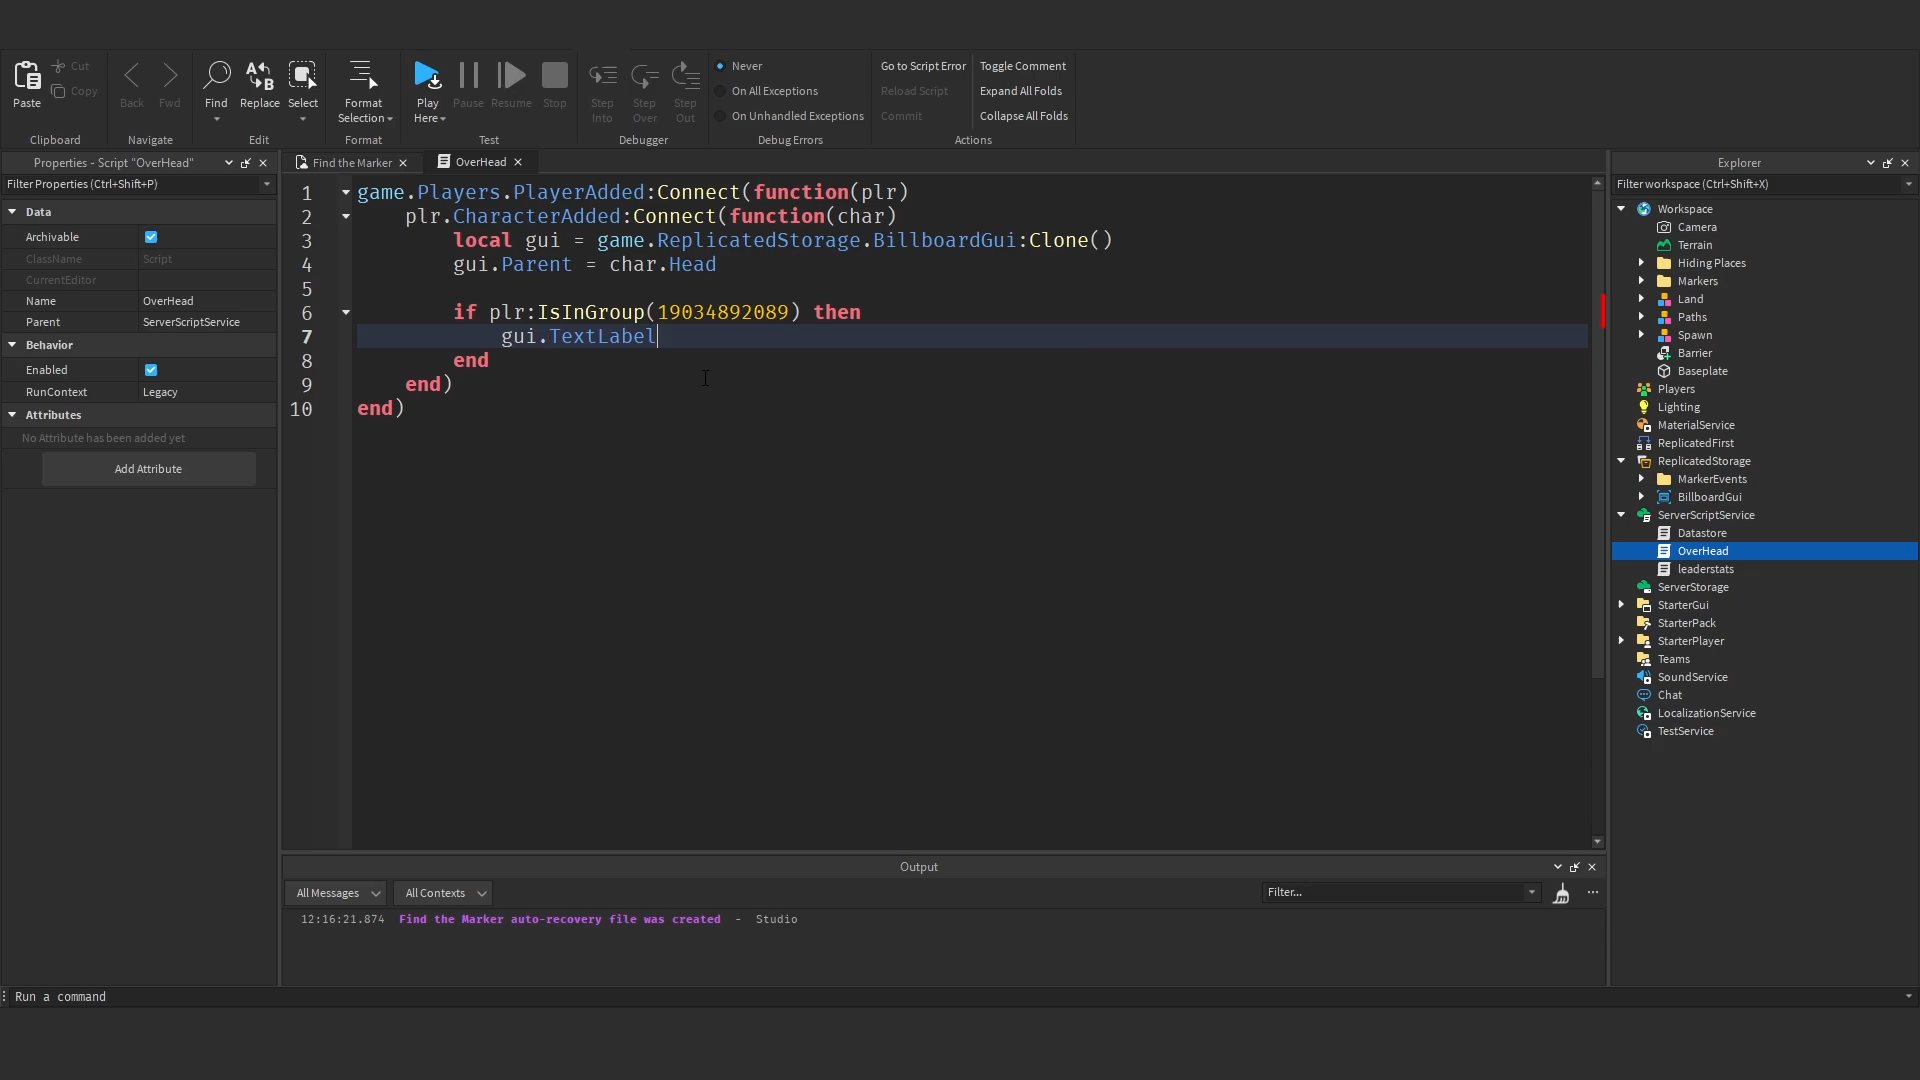 Paste
Cut
Copy
Clipboard
Back
Fwd
Navigate
Find
Replace
Select
Edit
Format
Selection
Format
Play
Here
Pause
Resume
Stop
Test
Step
Into
Step
Over
Step
Out
Debugger
Never
On All Exceptions
On Unhandled Exceptions
Debug Errors
Go to Script Error
Reload Script
Commit
Toggle Comment
Expand All Folds
Collapse All Folds
Actions
Properties - Script "OverHead"
Filter Properties (Ctrl+Shift+P)
Data
Archivable
ClassName Script
CurrentEditor
Name OverHead
Parent ServerScriptService
Behavior
Enabled
RunContext Legacy
Attributes
No Attribute has been added yet
Add Attribute
Find the Marker
OverHead
1 game.Players.PlayerAdded:Connect(function(plr)
2 plr.CharacterAdded:Connect(function(char)
3 local gui = game.ReplicatedStorage.BillboardGui:Clone()
4 gui.Parent = char.Head
5
6 if plr:IsInGroup(19034892089) then
7 gui.TextLabel
8 end
9 end)
10 end)
Output
All Messages
All Contexts
Filter...
12:16:21.874 Find the Marker auto-recovery file was created - Studio
Run a command
Explorer
Filter workspace (Ctrl+Shift+X)
Workspace
Camera
Terrain
Hiding Places
Markers
Land
Paths
Spawn
Barrier
Baseplate
Players
Lighting
MaterialService
ReplicatedFirst
ReplicatedStorage
MarkerEvents
BillboardGui
ServerScriptService
Datastore
OverHead
leaderstats
ServerStorage
StarterGui
StarterPack
StarterPlayer
Teams
SoundService
Chat
LocalizationService
TestService